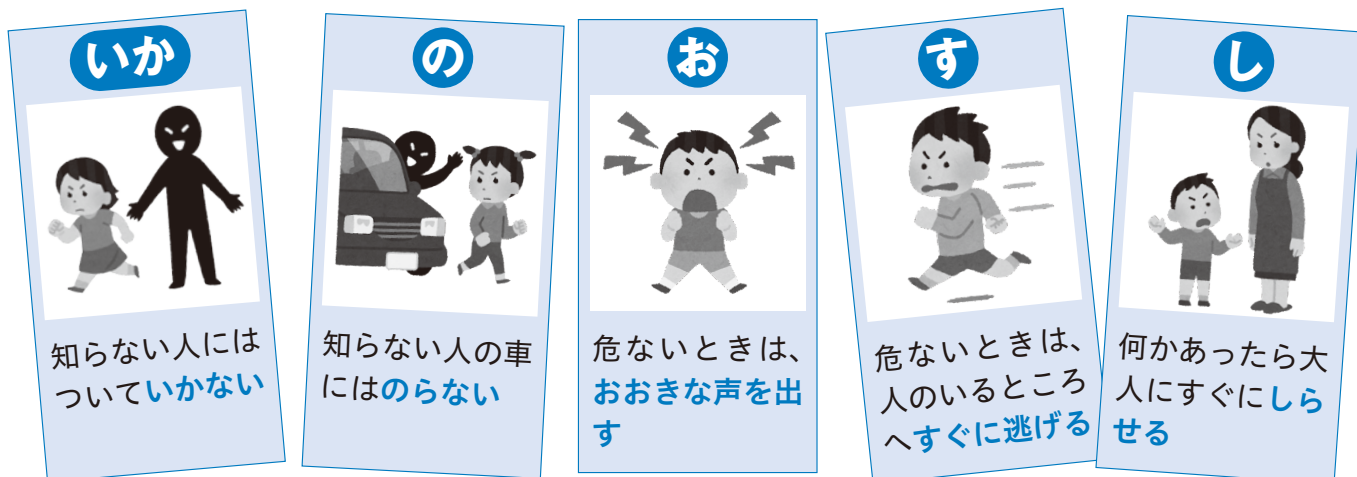 いか
知らない人には
ついていかない
の
知らない人の車
にはのらない
お
危ないときは、
おおきな声を出
す
す
危ないときは、
人のいるところ
へすぐに逃げる
し
何かあったら大
人にすぐにしら
せる